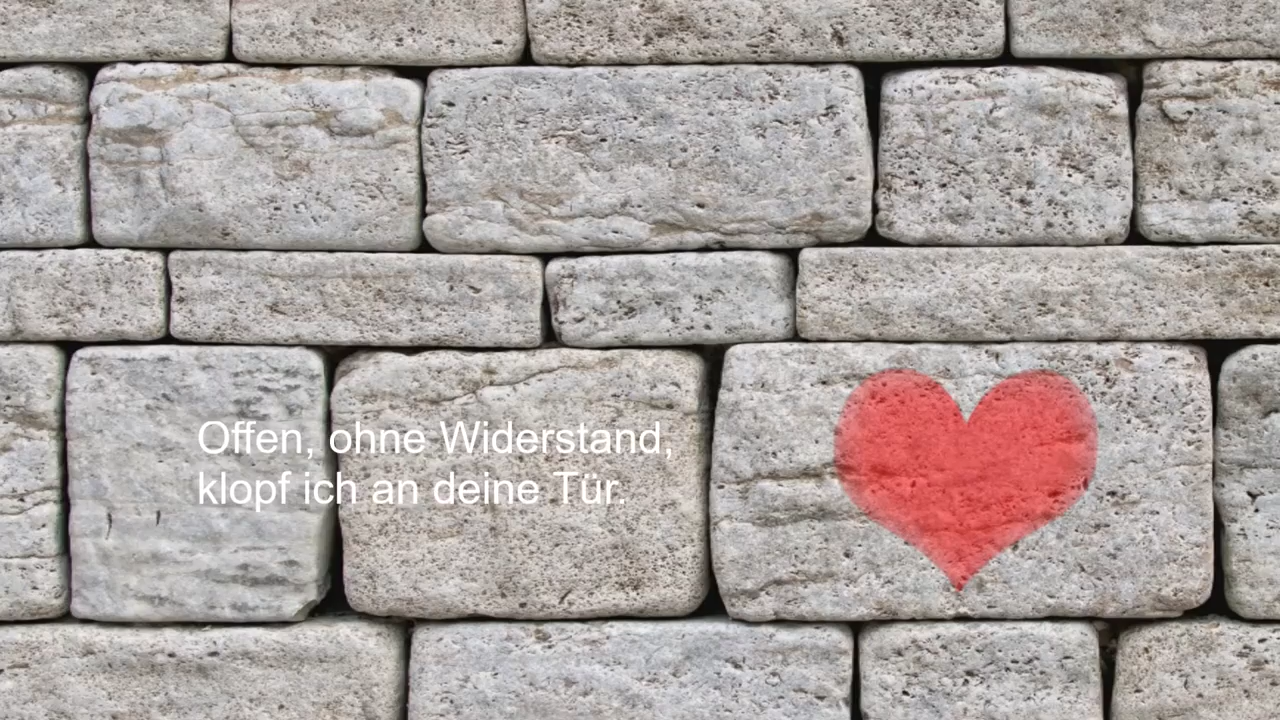 Offen, ohne Widerstand,
klopf ich an deine Tür.